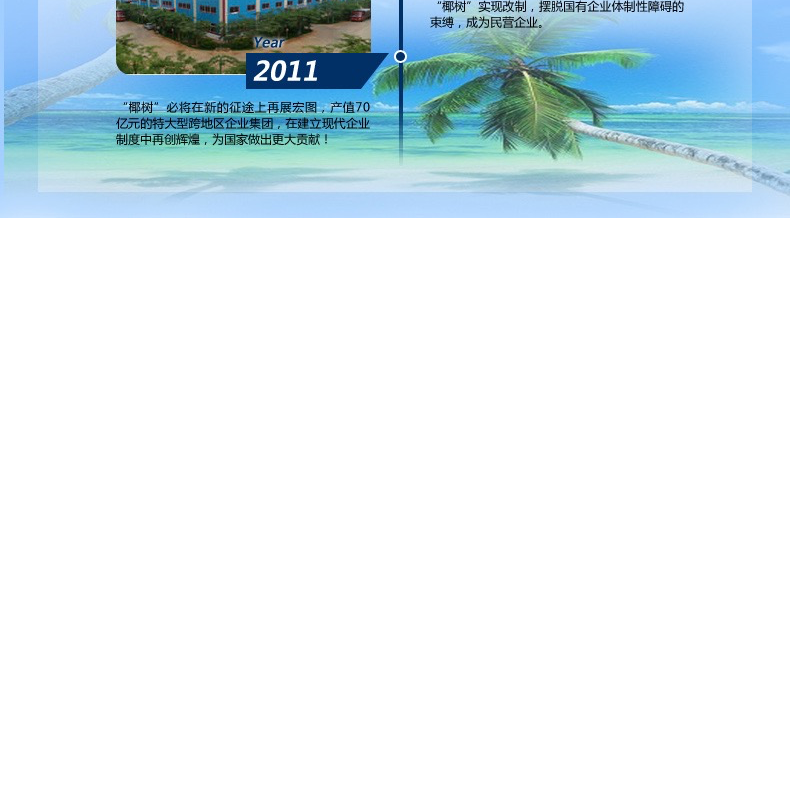 “椰树”实现改制，摆脱国有企业体制性障碍的
束缚，成为民营企业。
Year
2011
“椰树”必将在新的征途上再展宏图，产值70
亿元的特大型跨地区企业集团，在建立现代企业
制度中再创辉煌，为国家做出更大贡献！